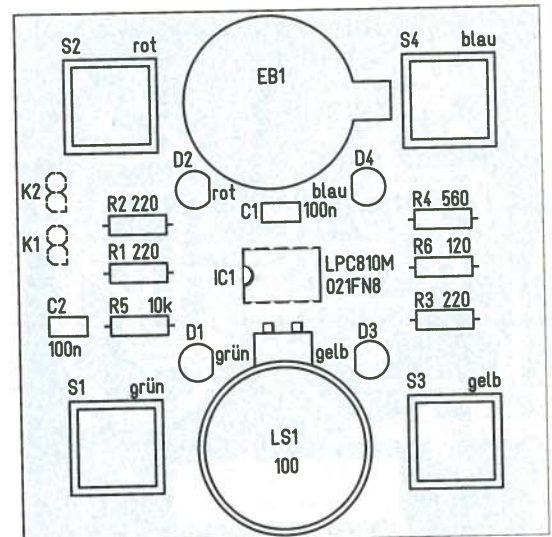 S2 rot
EB1
S4 blau
D2
rot
D4
blau
K2
R2 220
C1
100n
R4 560
K1
R1 220
IC1
LPC810M
021FN8
R6 120
C2
100n
R5 10k
R3 220
D1
grün
D3
gelb
S1 grün
LS1
100
S3 gelb